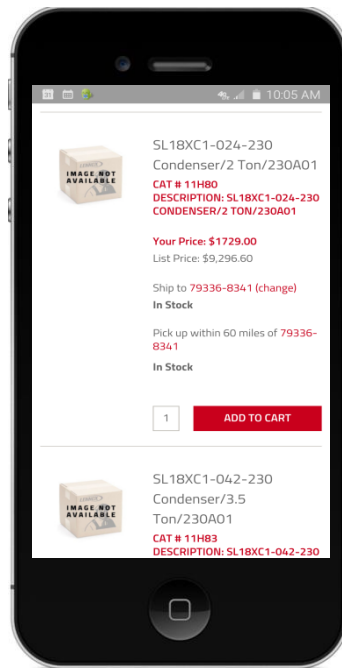 31
10:05 AM
SL18XC1-024-230
Condenser/2 Ton/230A01
IMAGE NOT
AVAILABLE
CAT # 11H80
DESCRIPTION: SL18XC1-024-230
CONDENSER/2 TON/230A01
Your Price: $1729.00
List Price: $9,296.60
Ship to 79336-8341 (change)
In Stock
Pick up within 60 miles of 79336-
8341
In Stock
1
ADD TO CART
SL18XC1-042-230
Condenser/3.5
Ton/230A01
IMAGE NOT
AVAILABLE
CAT # 11H83
DESCRIPTION: SL18XC1-042-230